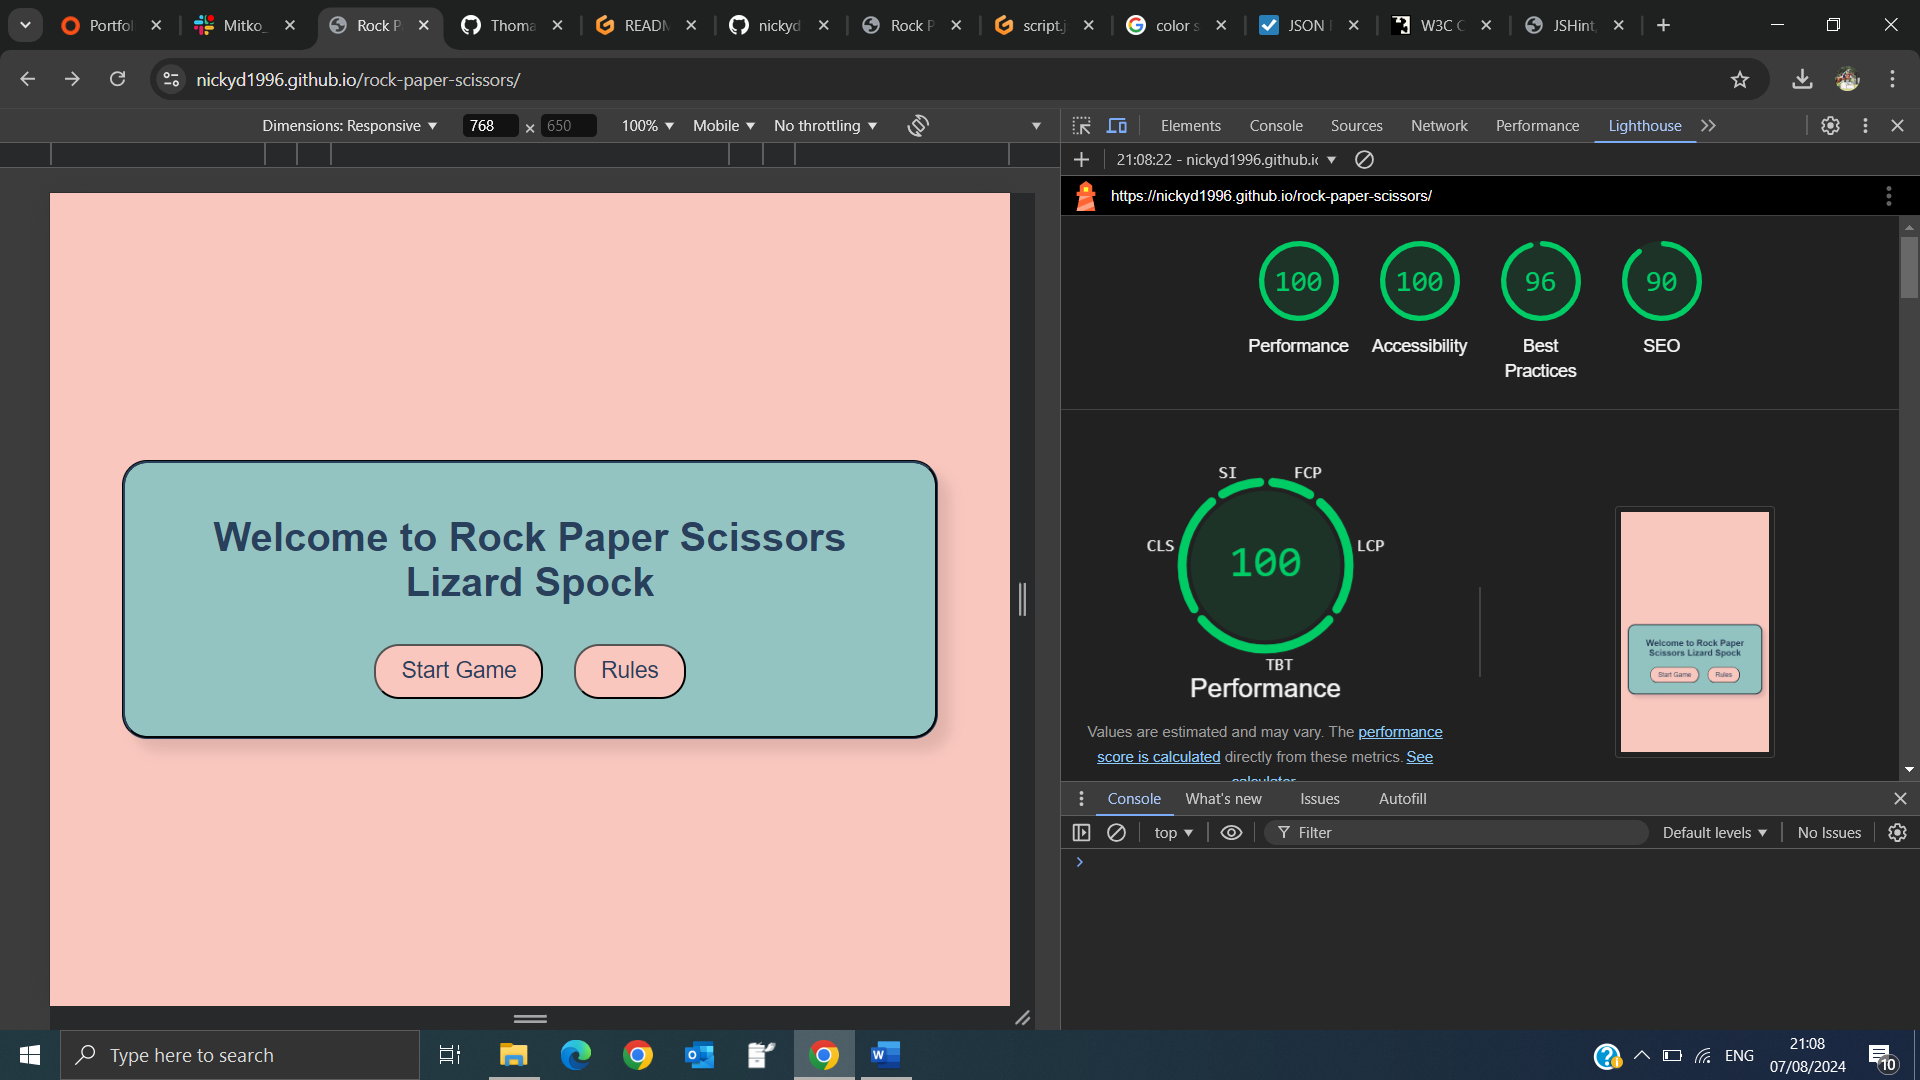 Portfol
Mitko_
Rock P
Thoma
READM
nickyd
Rock P
script.j
color s
JSON
W3C C
JSHint,
nickyd1996.github.io/rock-paper-scissors/
Dimensions: Responsive 768 × 650 100% Mobile No throttling
Elements Console Sources Network Performance Lighthouse
21:08:22 - nickyd1996.github.io
https://nickyd1996.github.io/rock-paper-scissors/
100 100 96 90
Performance Accessibility Best Practices SEO
SI FCP
CLS LCP
100
TBT
Performance
Values are estimated and may vary. The performance
score is calculated directly from these metrics. See
calculator.
Welcome to Rock Paper Scissors
Lizard Spock
Start Game Rules
Welcome to Rock Paper
Scissors Lizard Spock
Start Game Rules
Console What's new Issues Autofill
top Filter Default levels No Issues
Type here to search
ENG
21:08
07/08/2024
10